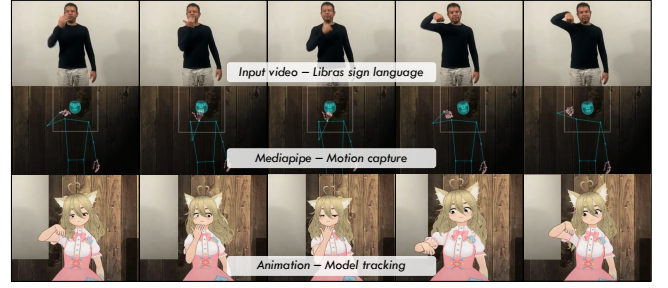 Input video – Libras sign language
Mediapipe – Motion capture
Animation – Model tracking